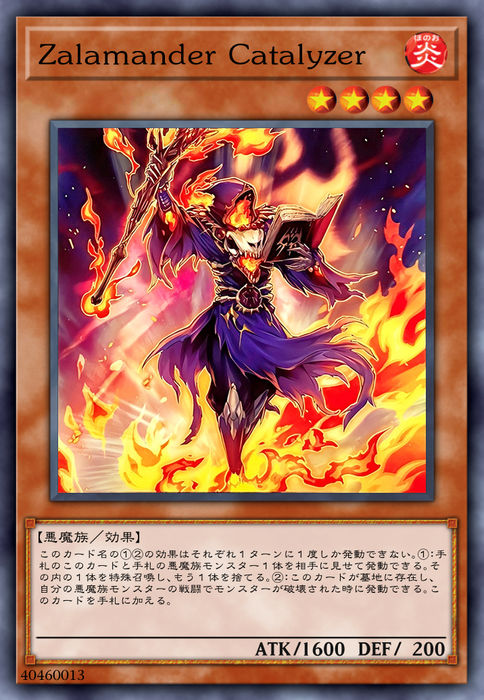 Zalamander Catalyzer
ほのお
炎
【悪魔族／効果】
このカード名の①②の効果はそれぞれ１ターンに１度しか発動できない。①：手
札のこのカードと手札の悪魔族モンスター１体を相手に見せて発動できる。そ
の内の１体を特殊召喚し、もう１体を捨てる。②：このカードが墓地に存在し、
自分の悪魔族モンスターの戦闘でモンスターが破壊された時に発動できる。こ
のカードを手札に加える。
ATK/1600 DEF/ 200
40460013